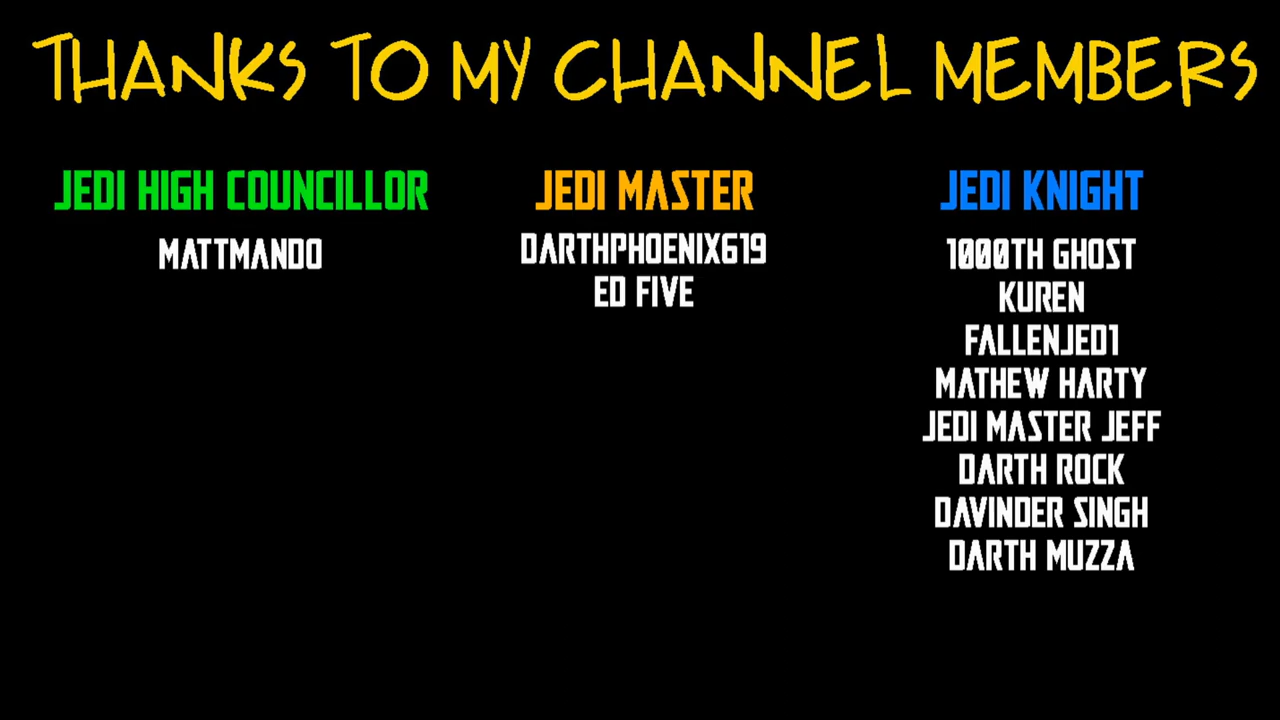 THANKS TO MY CHANNEL MEMBERS
JEDI HIGH COUNCILLOR
MATTMANDO
JEDI MASTER
DARTHPHOENIX619
ED FIVE
JEDI KNIGHT
1000TH GHOST
KUREN
FALLENJED1
MATHEW HARTY
JEDI MASTER JEFF
DARTH ROCK
DAVINDER SINGH
DARTH MUZZA